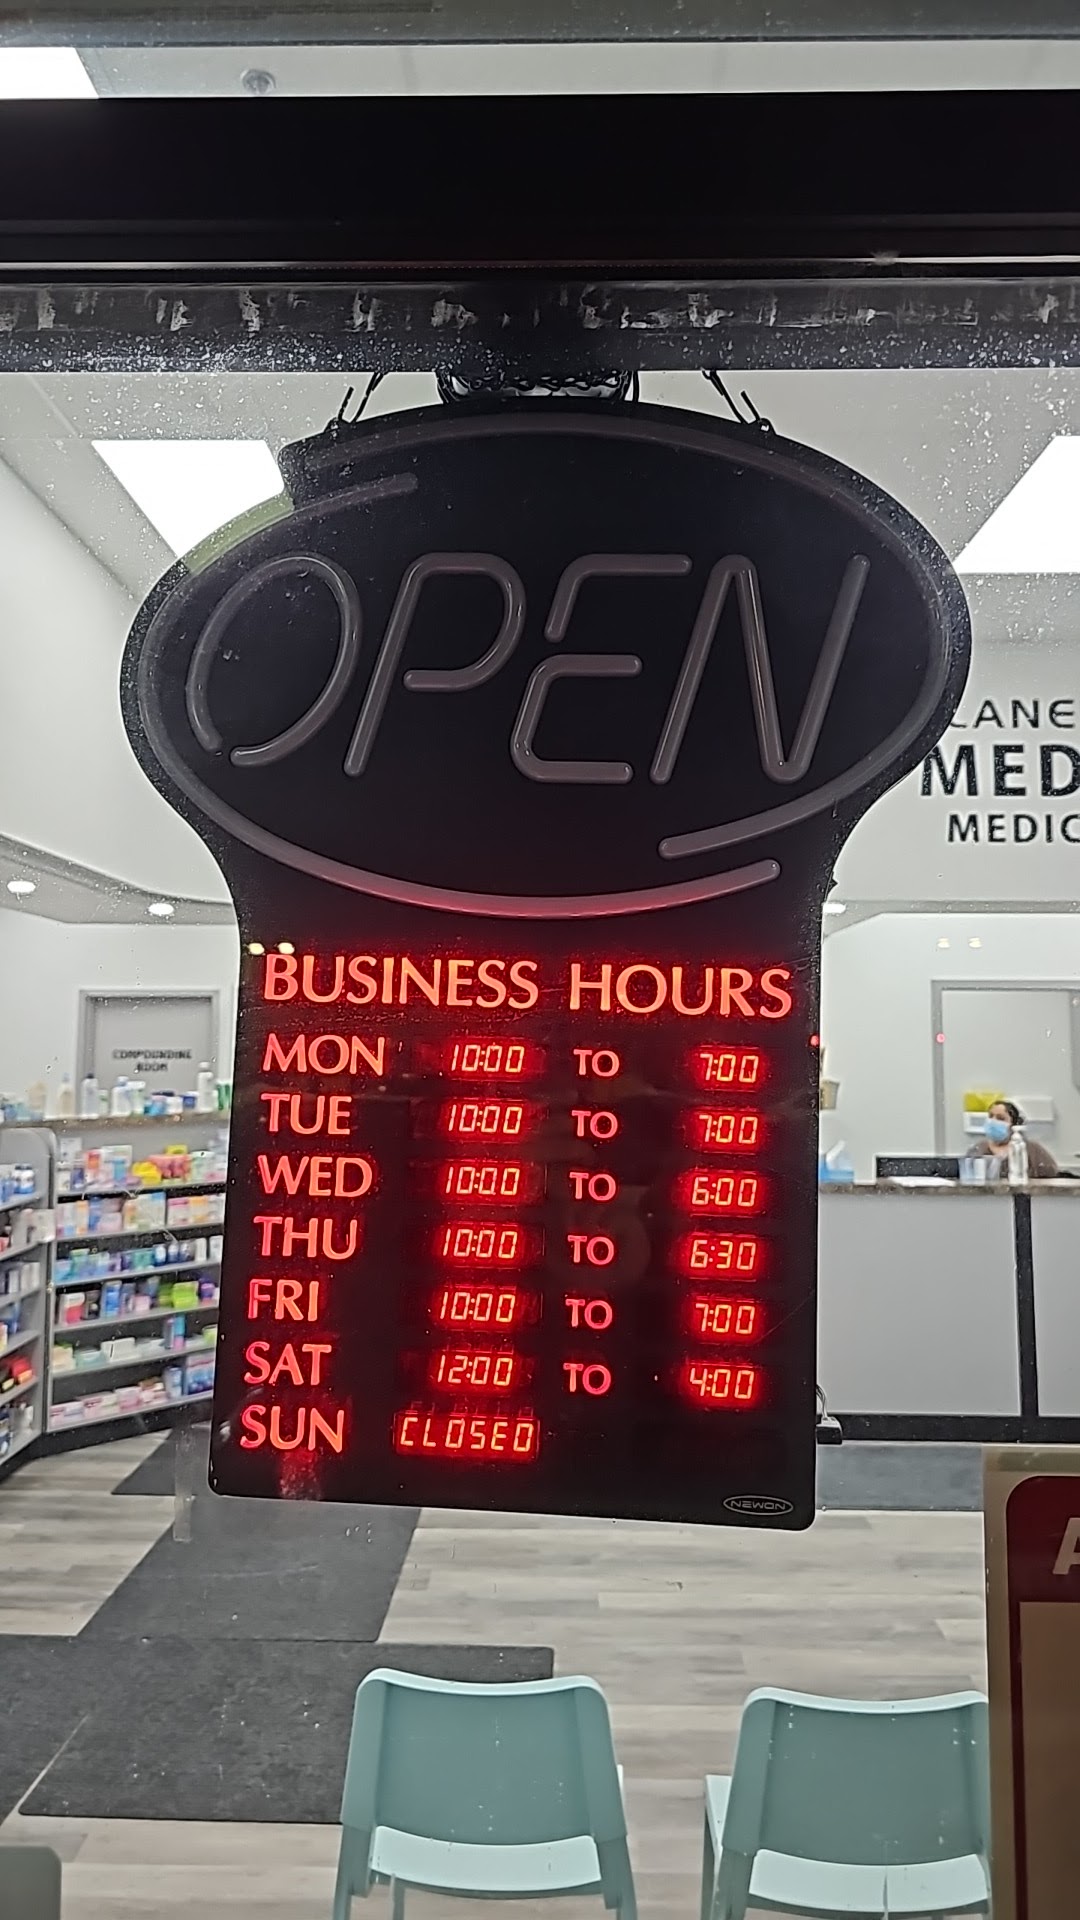 OPEN
LANE
MED
MEDIC
BUSINESS HOURS
MON 10:00 TO 7:00
TUE 10:00 TO 7:00
WED 10:00 TO 6:00
THU 10:00 TO 6:30
FRI 10:00 TO 7:00
SAT 12:00 TO 4:00
SUN CLOSED
COMPOUNDING
ROOM
NEWON
A